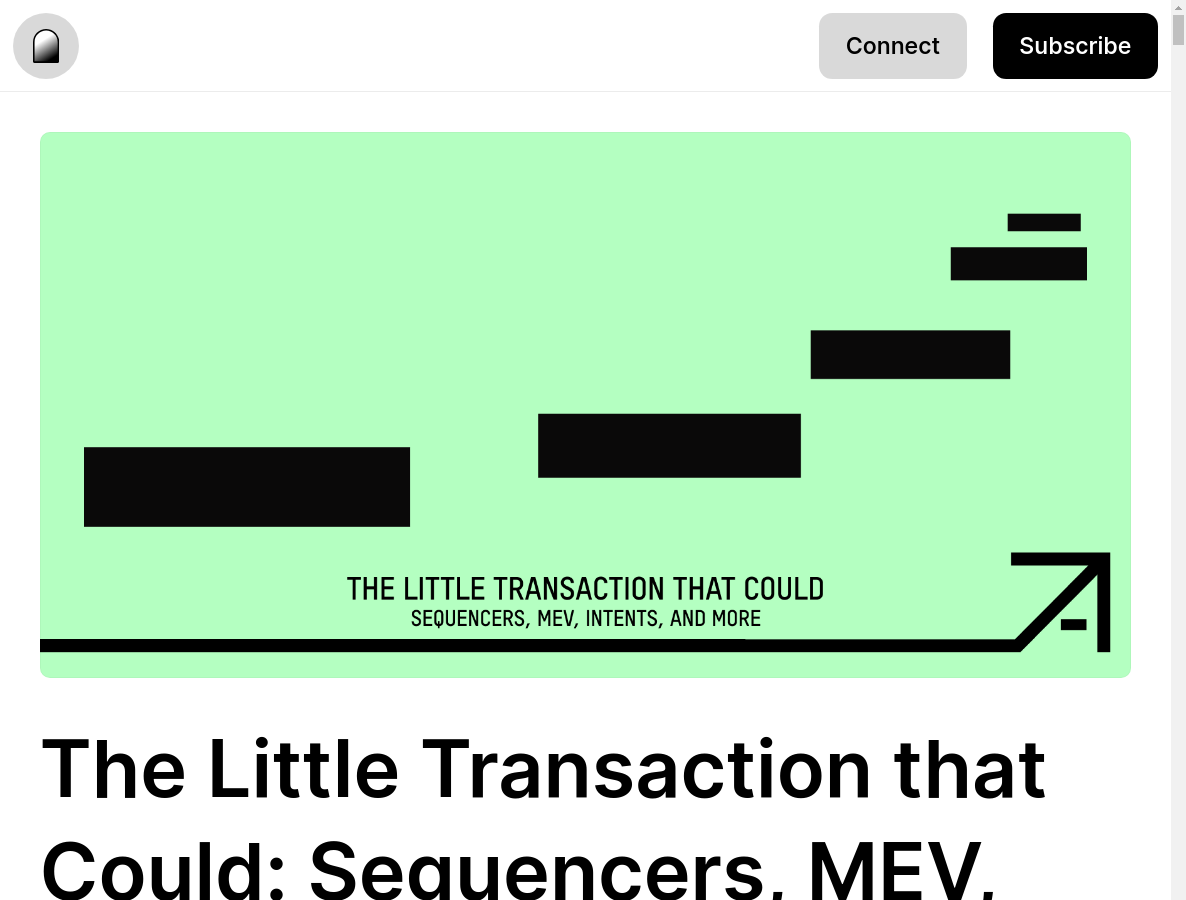 Connect
Subscribe
THE LITTLE TRANSACTION THAT COULD
SEQUENCERS, MEV, INTENTS, AND MORE
The Little Transaction that
Could: Sequencers, MEV,